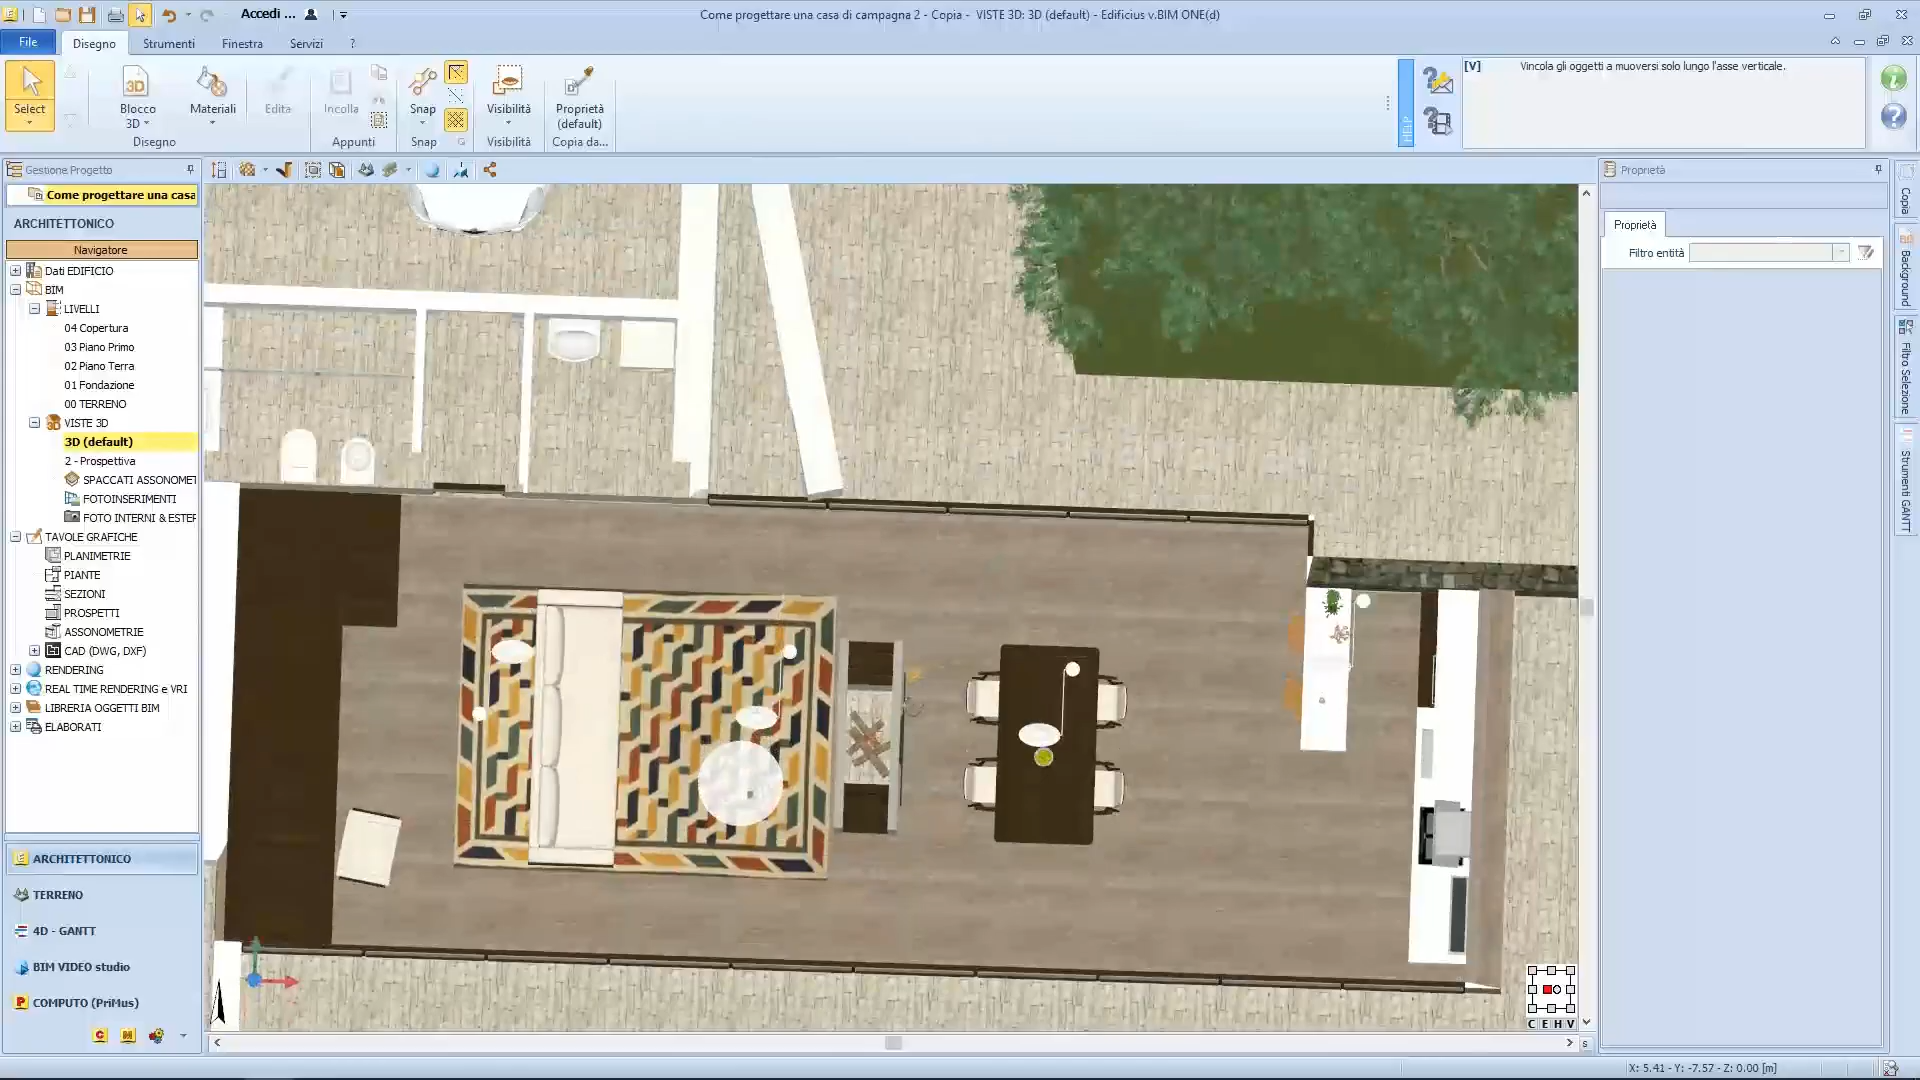 Accedi ...
Come progettare una casa di campagna 2 - Copia - VISTE 3D: 3D (default) - Edificius v.BIM ONE(d)
File
Disegno
Strumenti
Finestra
Servizi
?
Select
Blocco
3D
Materiali
Edita
Disegno
Incolla
Appunti
Snap
Snap
Visibilità
Visibilità
Proprietà
(default)
Copia da...
HELP
[V]
Vincola gli oggetti a muoversi solo lungo l'asse verticale.
Gestione Progetto
Come progettare una casa
ARCHITETTONICO
Navigatore
Dati EDIFICIO
BIM
LIVELLI
04 Copertura
03 Piano Primo
02 Piano Terra
01 Fondazione
00 TERRENO
VISTE 3D
3D (default)
2 - Prospettiva
SPACCATI ASSONOMET
FOTOINSERIMENTI
FOTO INTERNI & ESTER
TAVOLE GRAFICHE
PLANIMETRIE
PIANTE
SEZIONI
PROSPETTI
ASSONOMETRIE
CAD (DWG, DXF)
RENDERING
REAL TIME RENDERING e VRI
LIBRERIA OGGETTI BIM
ELABORATI
ARCHITETTONICO
TERRENO
4D - GANTT
BIM VIDEO studio
COMPUTO (PriMus)
Proprietà
Proprietà
Filtro entità
Copia
Background
Filtro Selezione
Strumenti GANTT
C E H V
S
X: 5.41 - Y: -7.57 - Z: 0.00 [m]